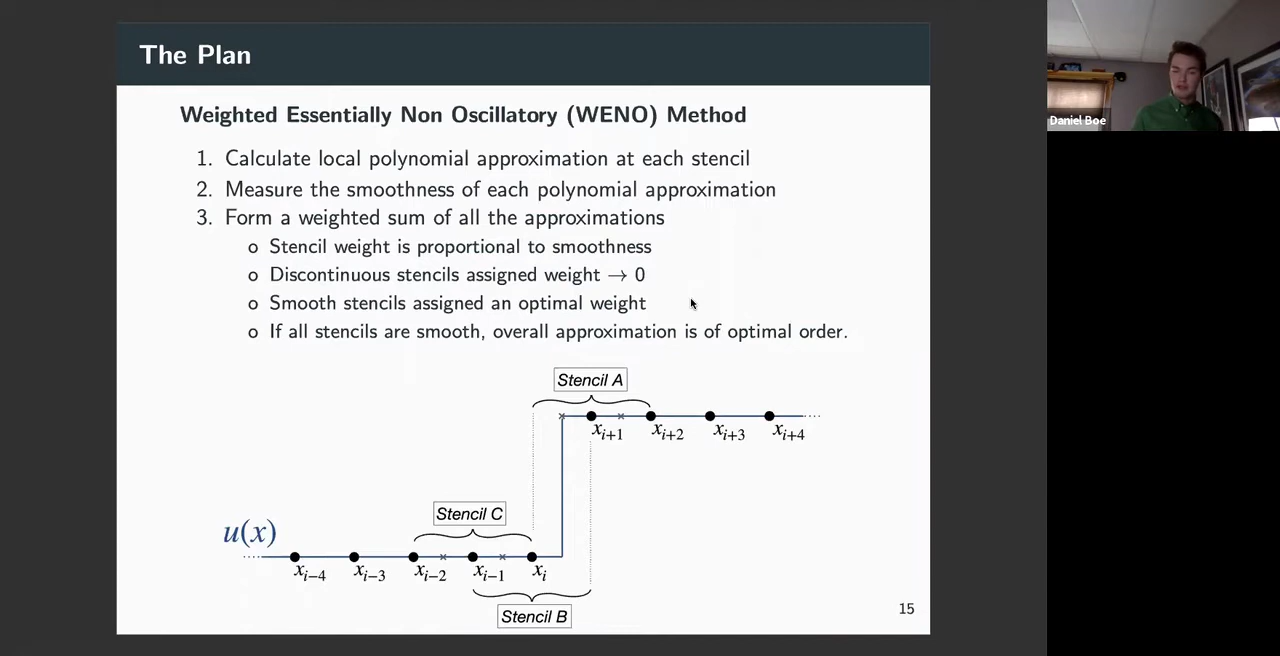 The Plan
Daniel Boe
Weighted Essentially Non Oscillatory (WENO) Method
1. Calculate local polynomial approximation at each stencil
2. Measure the smoothness of each polynomial approximation
3. Form a weighted sum of all the approximations
o Stencil weight is proportional to smoothness
o Discontinuous stencils assigned weight → 0
o Smooth stencils assigned an optimal weight
o If all stencils are smooth, overall approximation is of optimal order.
Stencil A
x_{i+1} x_{i+2} x_{i+3} x_{i+4}
Stencil C
u(x)
x_{i−4} x_{i−3} x_{i−2} x_{i−1} x_i
Stencil B
15